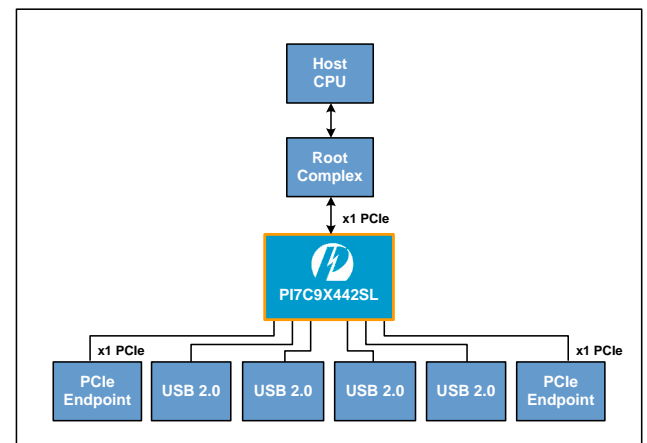 Host
CPU
Root
Complex
x1 PCIe
PI7C9X442SL
x1 PCIe
x1 PCIe
PCIe
Endpoint
USB 2.0
USB 2.0
USB 2.0
USB 2.0
PCIe
Endpoint